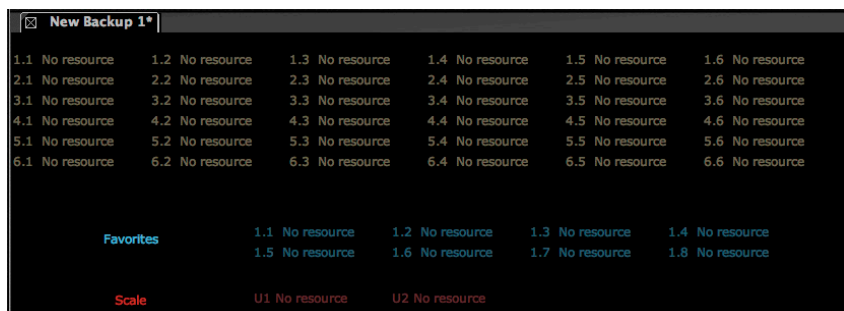 New Backup 1*
1.1 No resource 1.2 No resource 1.3 No resource 1.4 No resource 1.5 No resource 1.6 No resource
2.1 No resource 2.2 No resource 2.3 No resource 2.4 No resource 2.5 No resource 2.6 No resource
3.1 No resource 3.2 No resource 3.3 No resource 3.4 No resource 3.5 No resource 3.6 No resource
4.1 No resource 4.2 No resource 4.3 No resource 4.4 No resource 4.5 No resource 4.6 No resource
5.1 No resource 5.2 No resource 5.3 No resource 5.4 No resource 5.5 No resource 5.6 No resource
6.1 No resource 6.2 No resource 6.3 No resource 6.4 No resource 6.5 No resource 6.6 No resource
Favorites
1.1 No resource 1.2 No resource 1.3 No resource 1.4 No resource
1.5 No resource 1.6 No resource 1.7 No resource 1.8 No resource
Scale U1 No resource U2 No resource